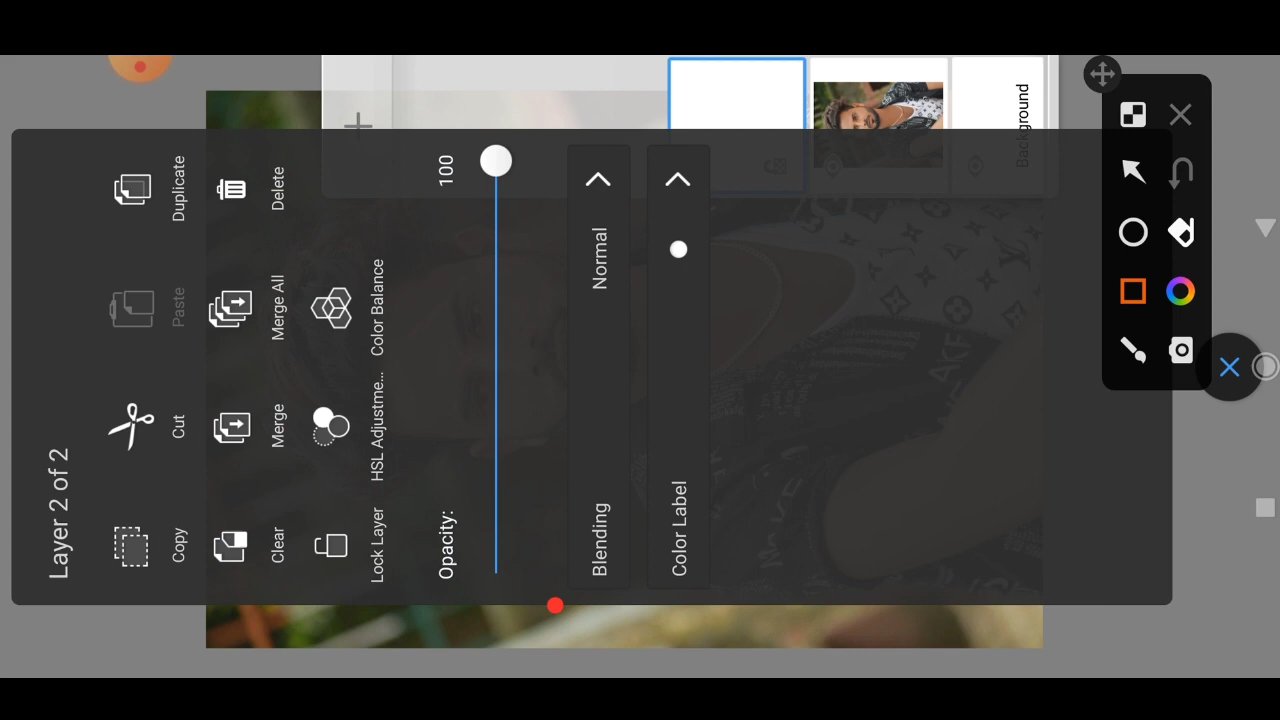 Layer 2 of 2
Copy
Cut
Paste
Duplicate
Clear
Merge
Merge All
Delete
Lock Layer
HSL Adjustme...
Color Balance
Opacity:
100
Blending
Normal
Color Label
Background
AKF